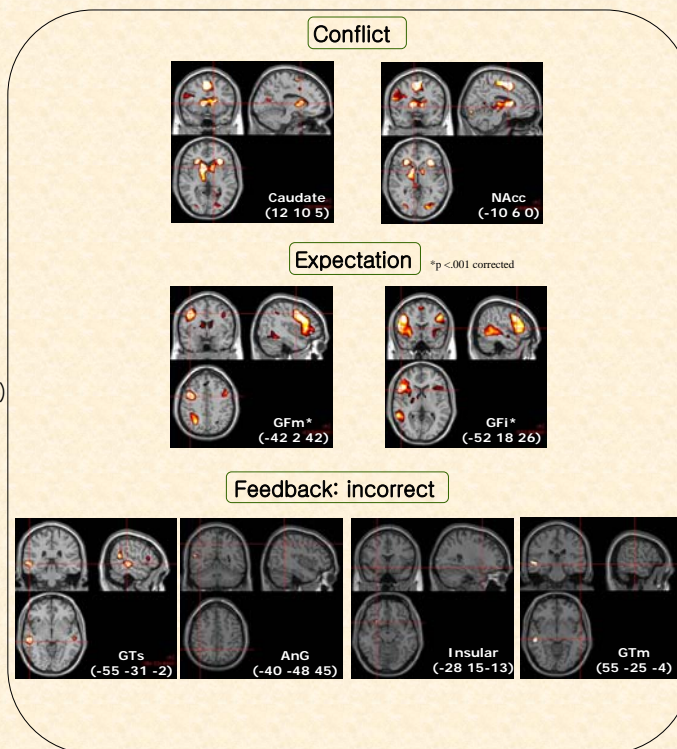 Conflict
Caudate
(12 10 5)
NAcc
(-10 6 0)
Expectation *p <.001 corrected
GFm*
(-42 2 42)
GFi*
(-52 18 26)
Feedback: incorrect
GTs
(-55 -31 -2)
AnG
(-40 -48 45)
Insular
(-28 15-13)
GTm
(55 -25 -4)
)